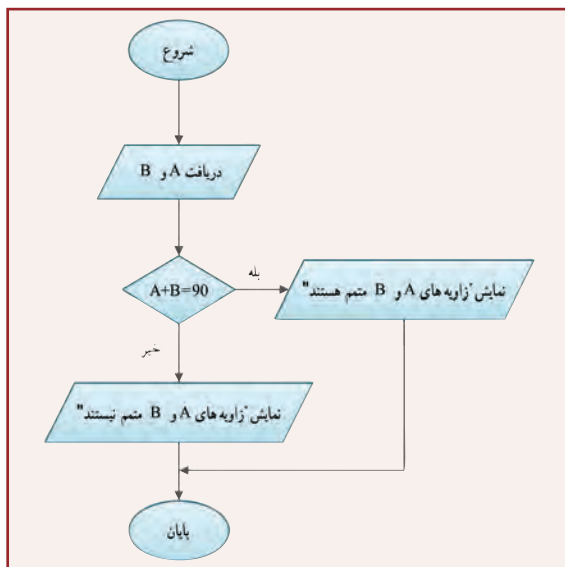 شروع
دریافت A و B
A+B=90
بله
نمایش "زاویه های A و B متمم هستند"
خیر
نمایش "زاویه های A و B متمم نیستند"
پایان